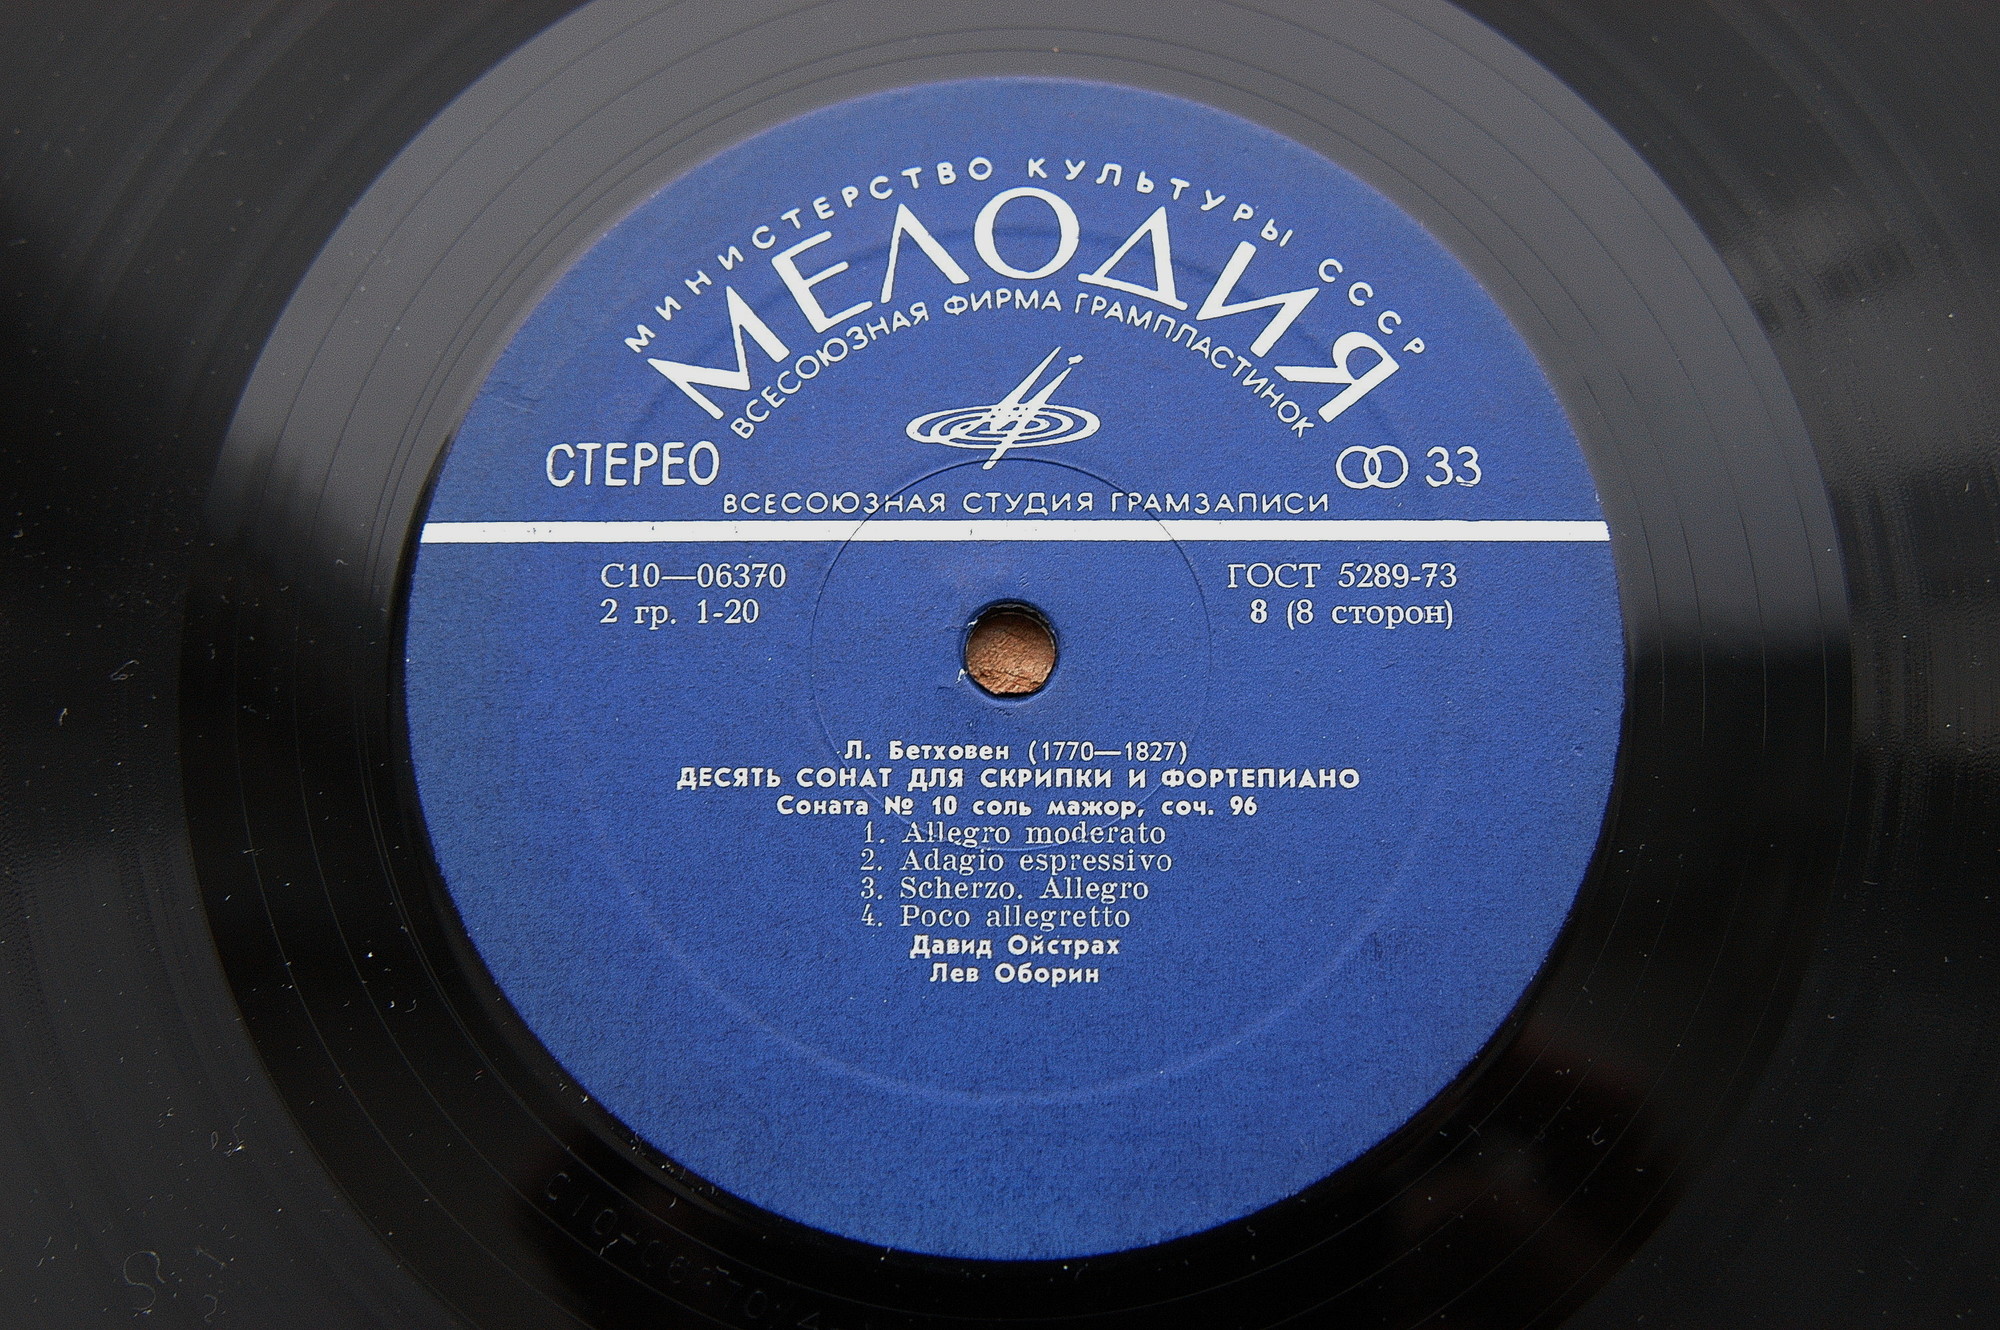 МИНИСТЕРСТВО КУЛЬТУРЫ СССР
МЕЛОДИЯ
ВСЕСОЮЗНАЯ ФИРМА ГРАМПЛАСТИНОК
СТЕРЕО
33
ВСЕСОЮЗНАЯ СТУДИЯ ГРАМЗАПИСИ
С10—06370
2 гр. 1-20
ГОСТ 5289-73
8 (8 сторон)
Л. Бетховен (1770—1827)
ДЕСЯТЬ СОНАТ ДЛЯ СКРИПКИ И ФОРТЕПИАНО
Соната № 10 соль мажор, соч. 96
1. Allegro moderato
2. Adagio espressivo
3. Scherzo. Allegro
4. Poco allegretto
Давид Ойстрах
Лев Оборин